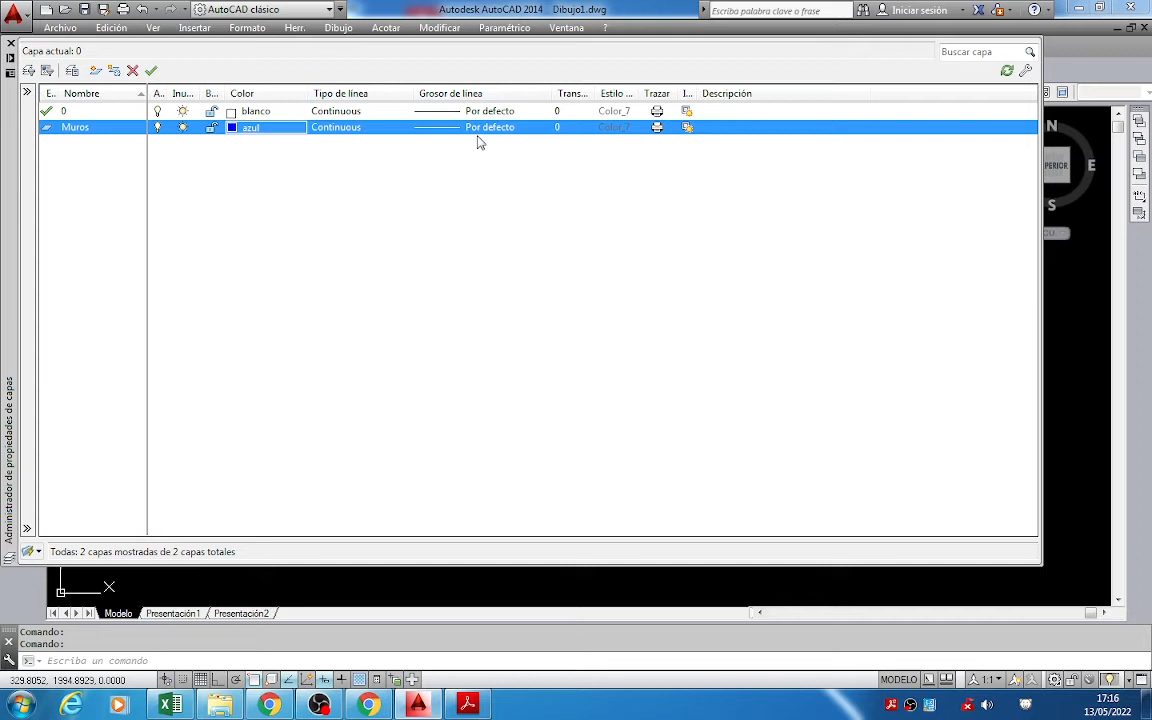 AutoCAD clásico
Autodesk AutoCAD 2014 Dibujo1.dwg
Escriba palabra clave o frase
Iniciar sesión
Archivo Edición Ver Insertar Formato Herr. Dibujo Acotar Modificar Paramétrico Ventana
Capa actual: 0
Buscar capa
E.. Nombre A.. Inu... B... Color Tipo de línea Grosor de línea Trans... Estilo ... Trazar I... Descripción
0 blanco Continuous Por defecto 0 Color_7
Muros azul Continuous Por defecto 0 Color_7
N
PERIOR
E
S
Administrador de propiedades de capas
Todas: 2 capas mostradas de 2 capas totales
X
Modelo Presentación1 Presentación2
Comando:
Comando:
Escriba un comando
329.8052, 1994.8929, 0.0000
MODELO
1:1
17:16
13/05/2022